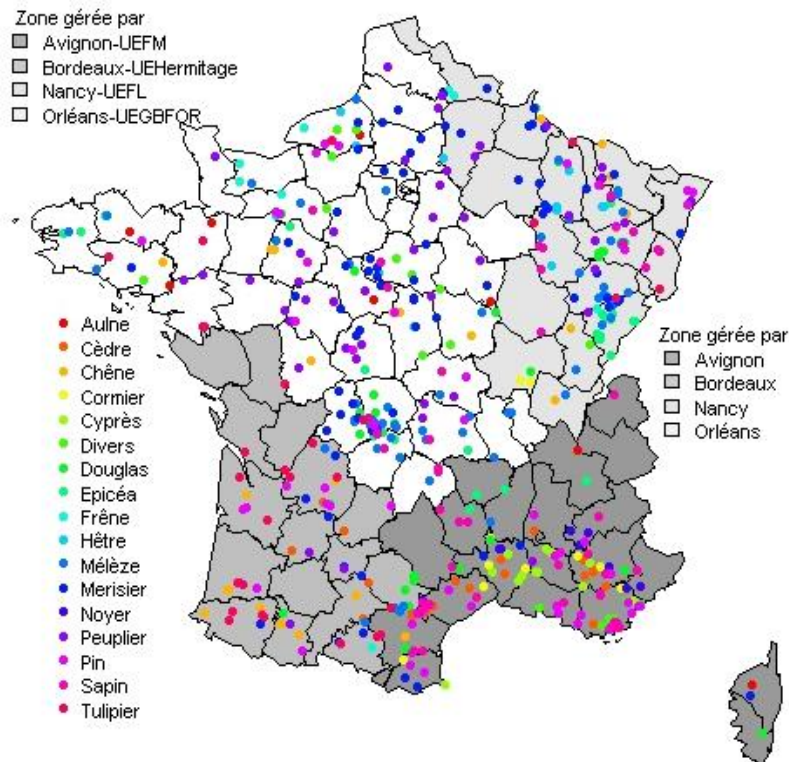 Zone gérée par
Avignon-UEFM
Bordeaux-UEHermitage
Nancy-UEFL
Orléans-UEGBFOR
Aulne
Cèdre
Chêne
Cormier
Cyprès
Divers
Douglas
Epicéa
Frêne
Hêtre
Mélèze
Merisier
Noyer
Peuplier
Pin
Sapin
Tulipier
Zone gérée par
Avignon
Bordeaux
Nancy
Orléans